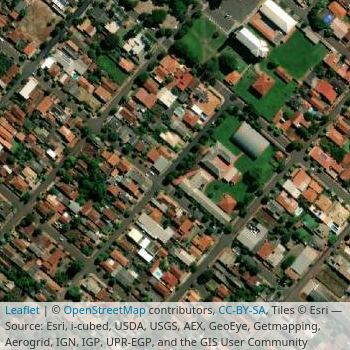 Leaflet | © OpenStreetMap contributors, CC-BY-SA, Tiles © Esri —
Source: Esri, i-cubed, USDA, USGS, AEX, GeoEye, Getmapping,
Aerogrid, IGN, IGP, UPR-EGP, and the GIS User Community